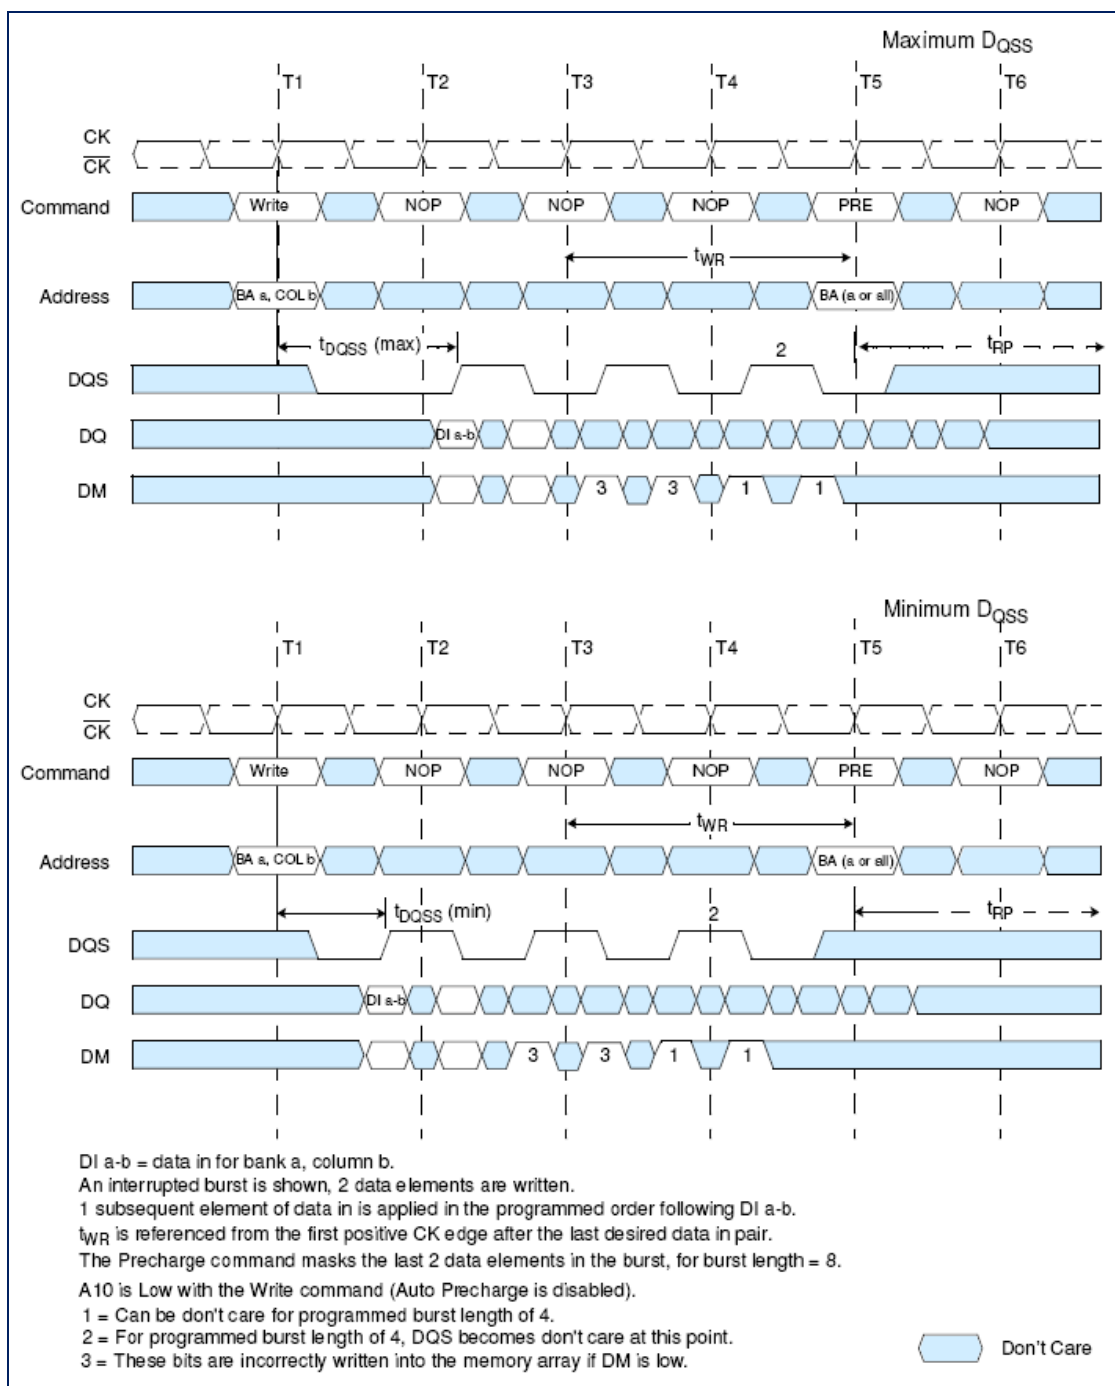 Maximum DQSS
T1 T2 T3 T4 T5 T6
CK
CK
Command Write NOP NOP NOP PRE NOP
tWR
Address BA a, COL b BA (a or all)
tDQSS (max) 2 tRP
DQS
DQ DI a-b
DM 3 3 1 1
Minimum DQSS
T1 T2 T3 T4 T5 T6
CK
CK
Command Write NOP NOP NOP PRE NOP
tWR
Address BA a, COL b BA (a or all)
tDQSS (min) 2 tRP
DQS
DQ DI a-b
DM 3 3 1 1
DI a-b = data in for bank a, column b.
An interrupted burst is shown, 2 data elements are written.
1 subsequent element of data in is applied in the programmed order following DI a-b.
tWR is referenced from the first positive CK edge after the last desired data in pair.
The Precharge command masks the last 2 data elements in the burst, for burst length = 8.
A10 is Low with the Write command (Auto Precharge is disabled).
1 = Can be don't care for programmed burst length of 4.
2 = For programmed burst length of 4, DQS becomes don't care at this point.
3 = These bits are incorrectly written into the memory array if DM is low.
Don't Care